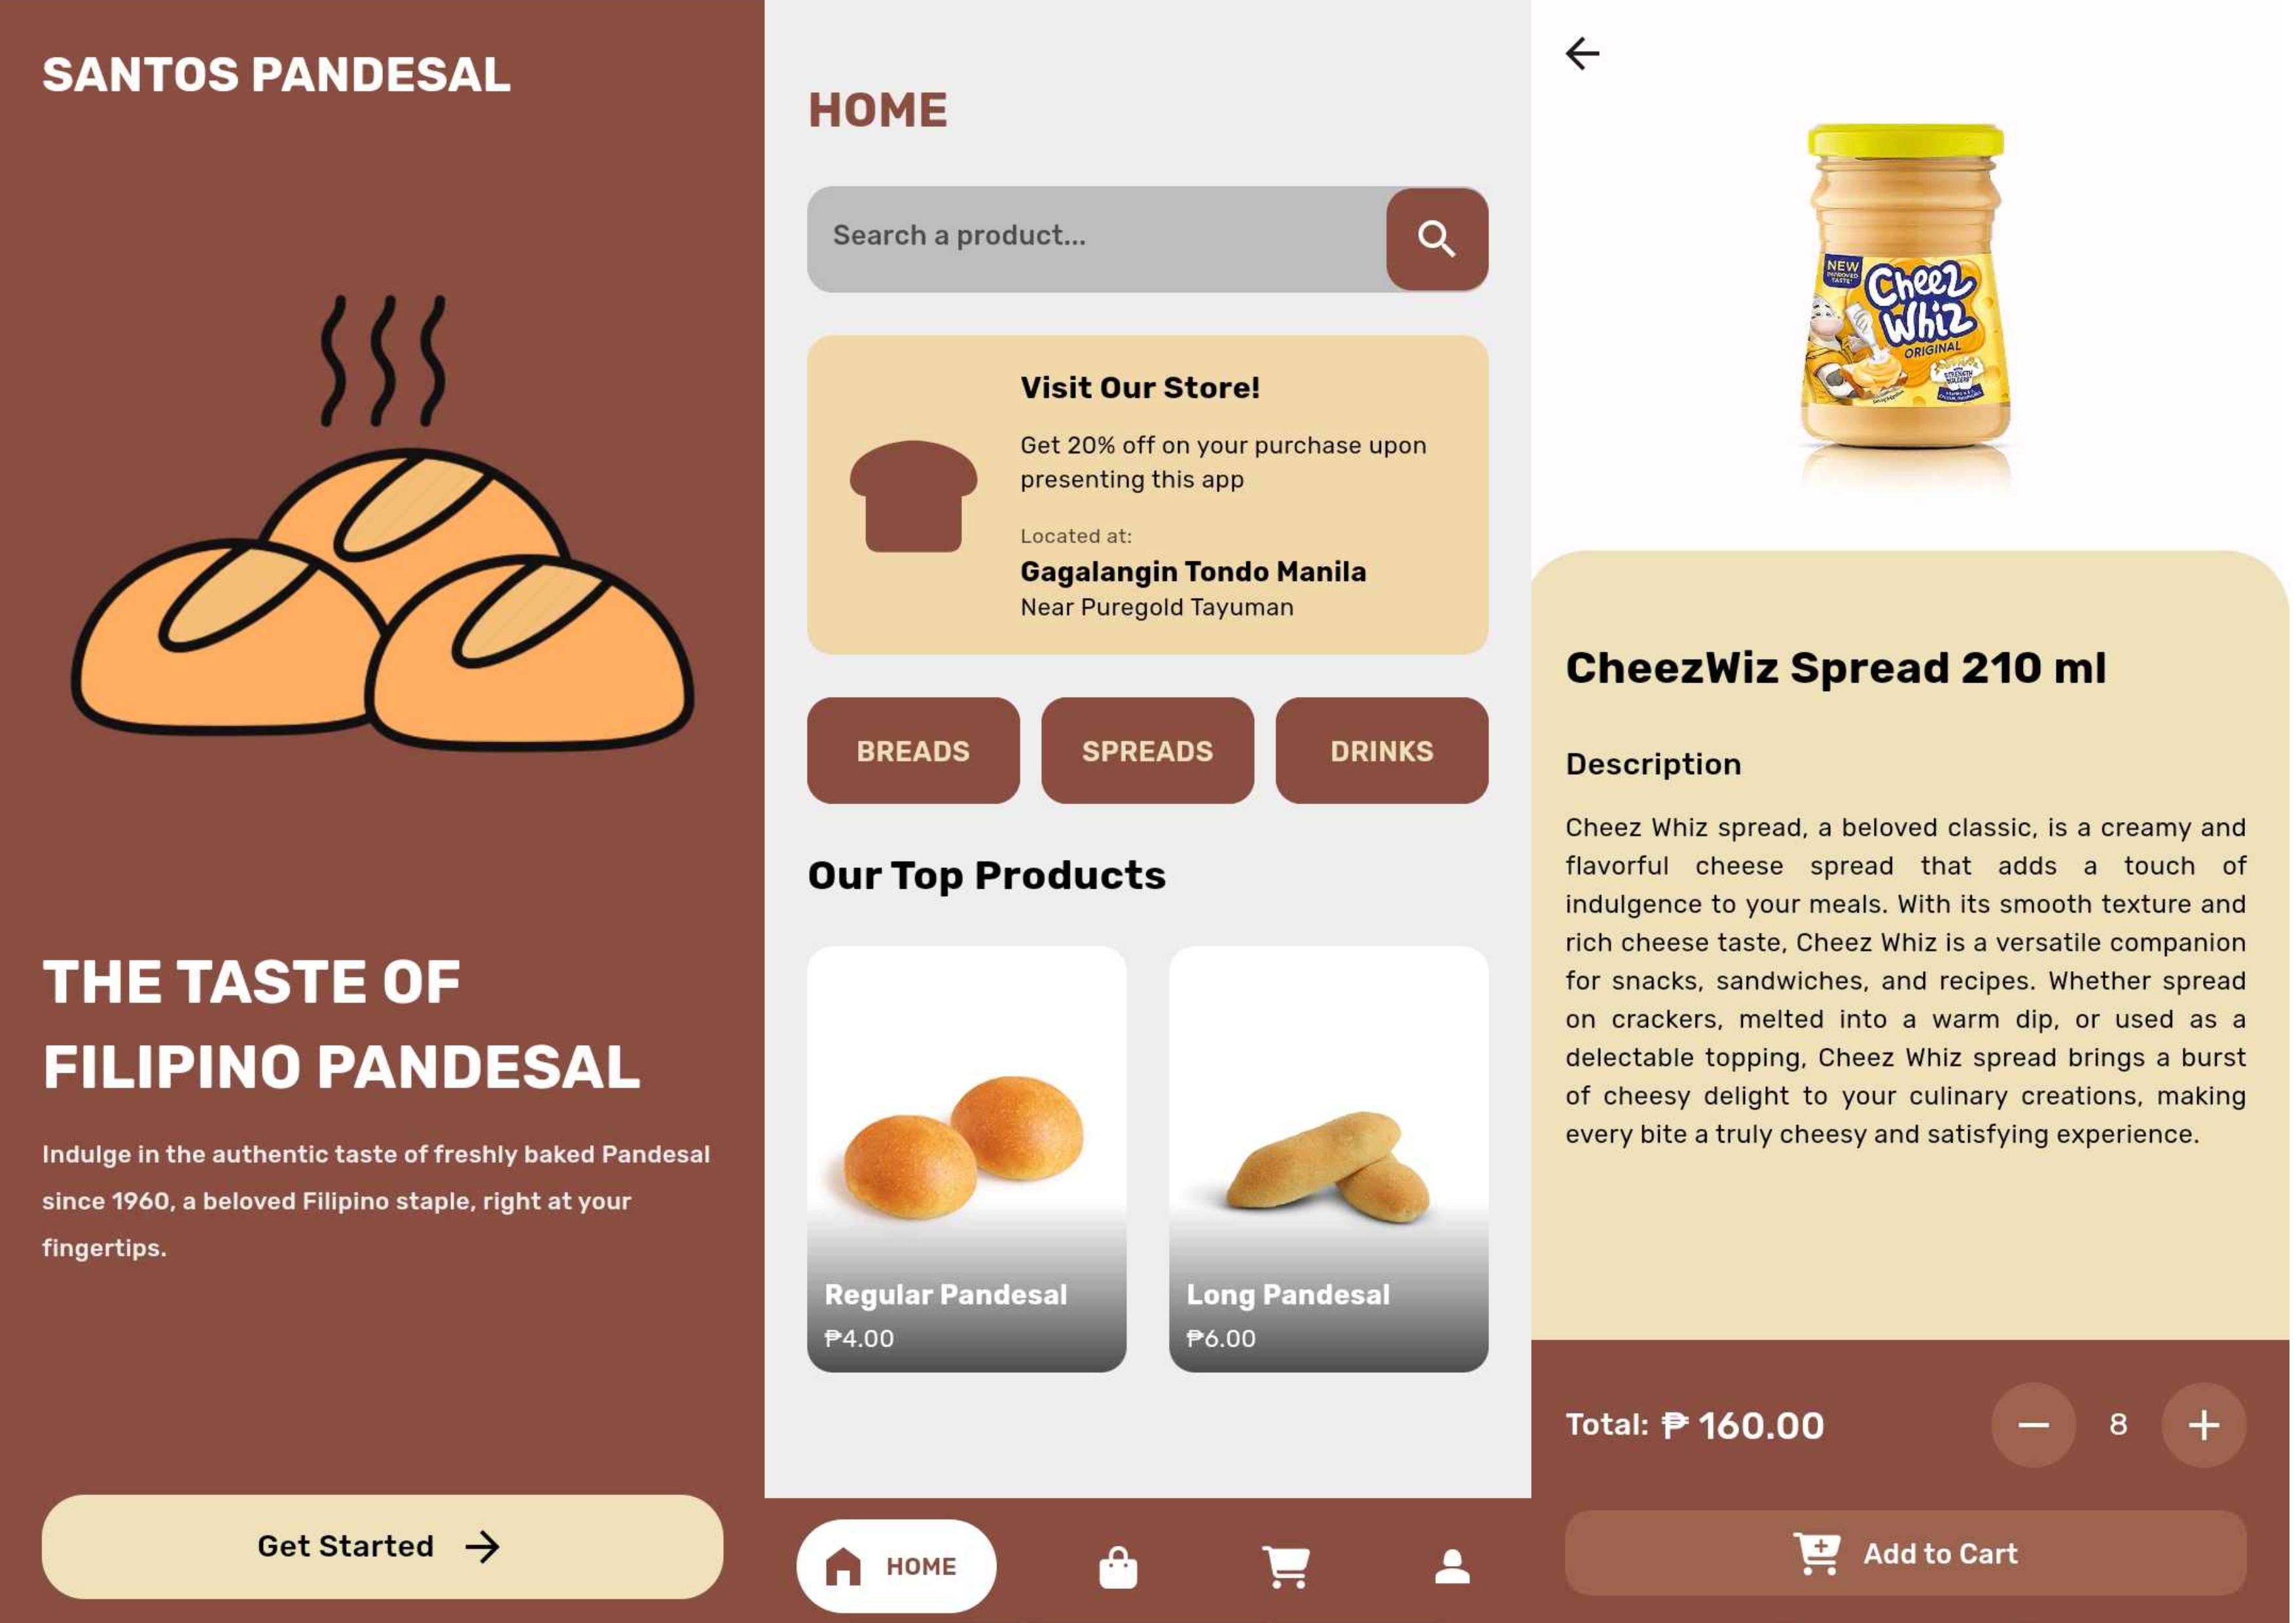 SANTOS PANDESAL
THE TASTE OF
FILIPINO PANDESAL
Indulge in the authentic taste of freshly baked Pandesal
since 1960, a beloved Filipino staple, right at your
fingertips.
Get Started
HOME
Search a product...
Visit Our Store!
Get 20% off on your purchase upon
presenting this app
Located at:
Gagalangin Tondo Manila
Near Puregold Tayuman
BREADS
SPREADS
DRINKS
Our Top Products
Regular Pandesal
₱4.00
Long Pandesal
₱6.00
HOME
NEW
IMPROVED
TASTE
Cheez
Whiz
ORIGINAL
CheezWiz Spread 210 ml
Description
Cheez Whiz spread, a beloved classic, is a creamy and
flavorful cheese spread that adds a touch of
indulgence to your meals. With its smooth texture and
rich cheese taste, Cheez Whiz is a versatile companion
for snacks, sandwiches, and recipes. Whether spread
on crackers, melted into a warm dip, or used as a
delectable topping, Cheez Whiz spread brings a burst
of cheesy delight to your culinary creations, making
every bite a truly cheesy and satisfying experience.
Total: ₱ 160.00
8
Add to Cart